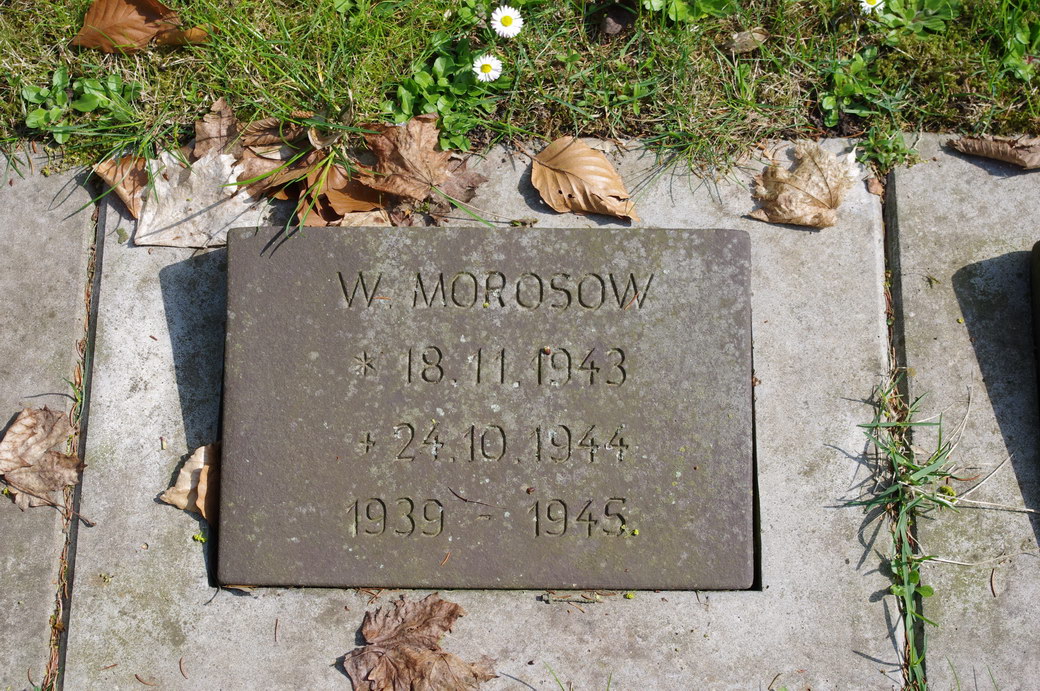 W. MOROSOW
* 18.11.1943
+ 24.10.1944
1939 - 1945